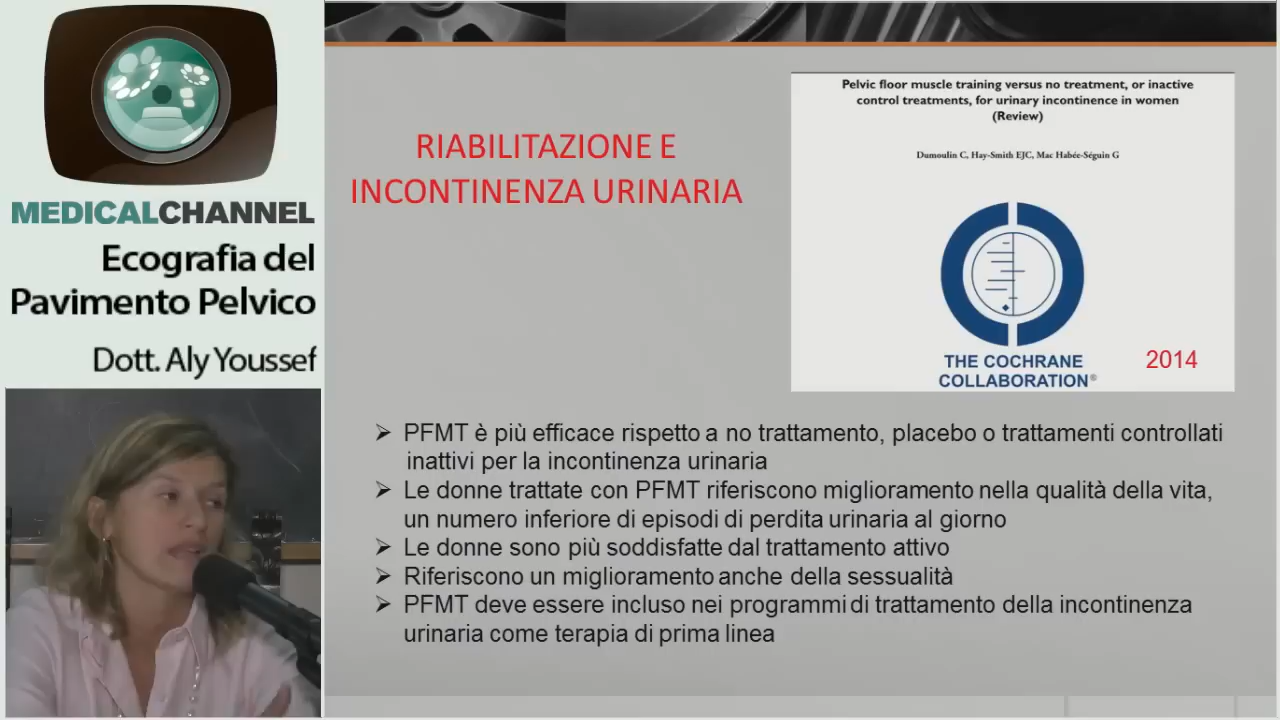 MEDICALCHANNEL
Ecografia del
Pavimento Pelvico
Dott. Aly Youssef
RIABILITAZIONE E
INCONTINENZA URINARIA
Pelvic floor muscle training versus no treatment, or inactive
control treatments, for urinary incontinence in women
(Review)
Dumoulin C, Hay-Smith EJC, Mac Habée-Séguin G
THE COCHRANE
COLLABORATION®
2014
➢ PFMT è più efficace rispetto a no trattamento, placebo o trattamenti controllati
inattivi per la incontinenza urinaria
➢ Le donne trattate con PFMT riferiscono miglioramento nella qualità della vita,
un numero inferiore di episodi di perdita urinaria al giorno
➢ Le donne sono più soddisfatte dal trattamento attivo
➢ Riferiscono un miglioramento anche della sessualità
➢ PFMT deve essere incluso nei programmi di trattamento della incontinenza
urinaria come terapia di prima linea